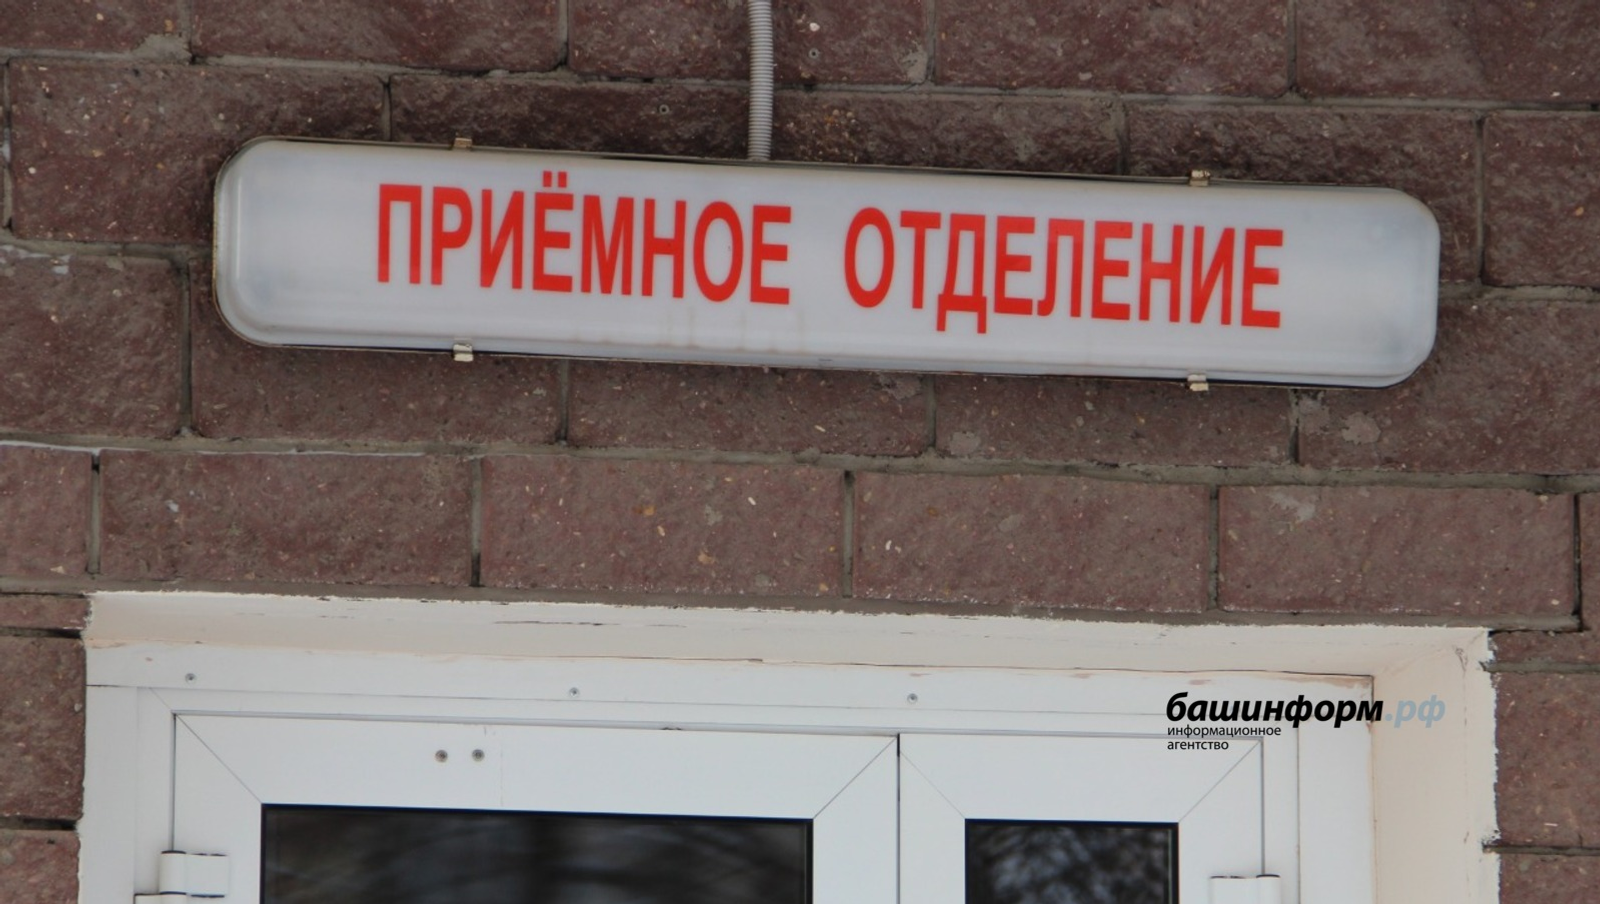 ПРИЁМНОЕ ОТДЕЛЕНИЕ
башинформ.рф
информационное
агентство